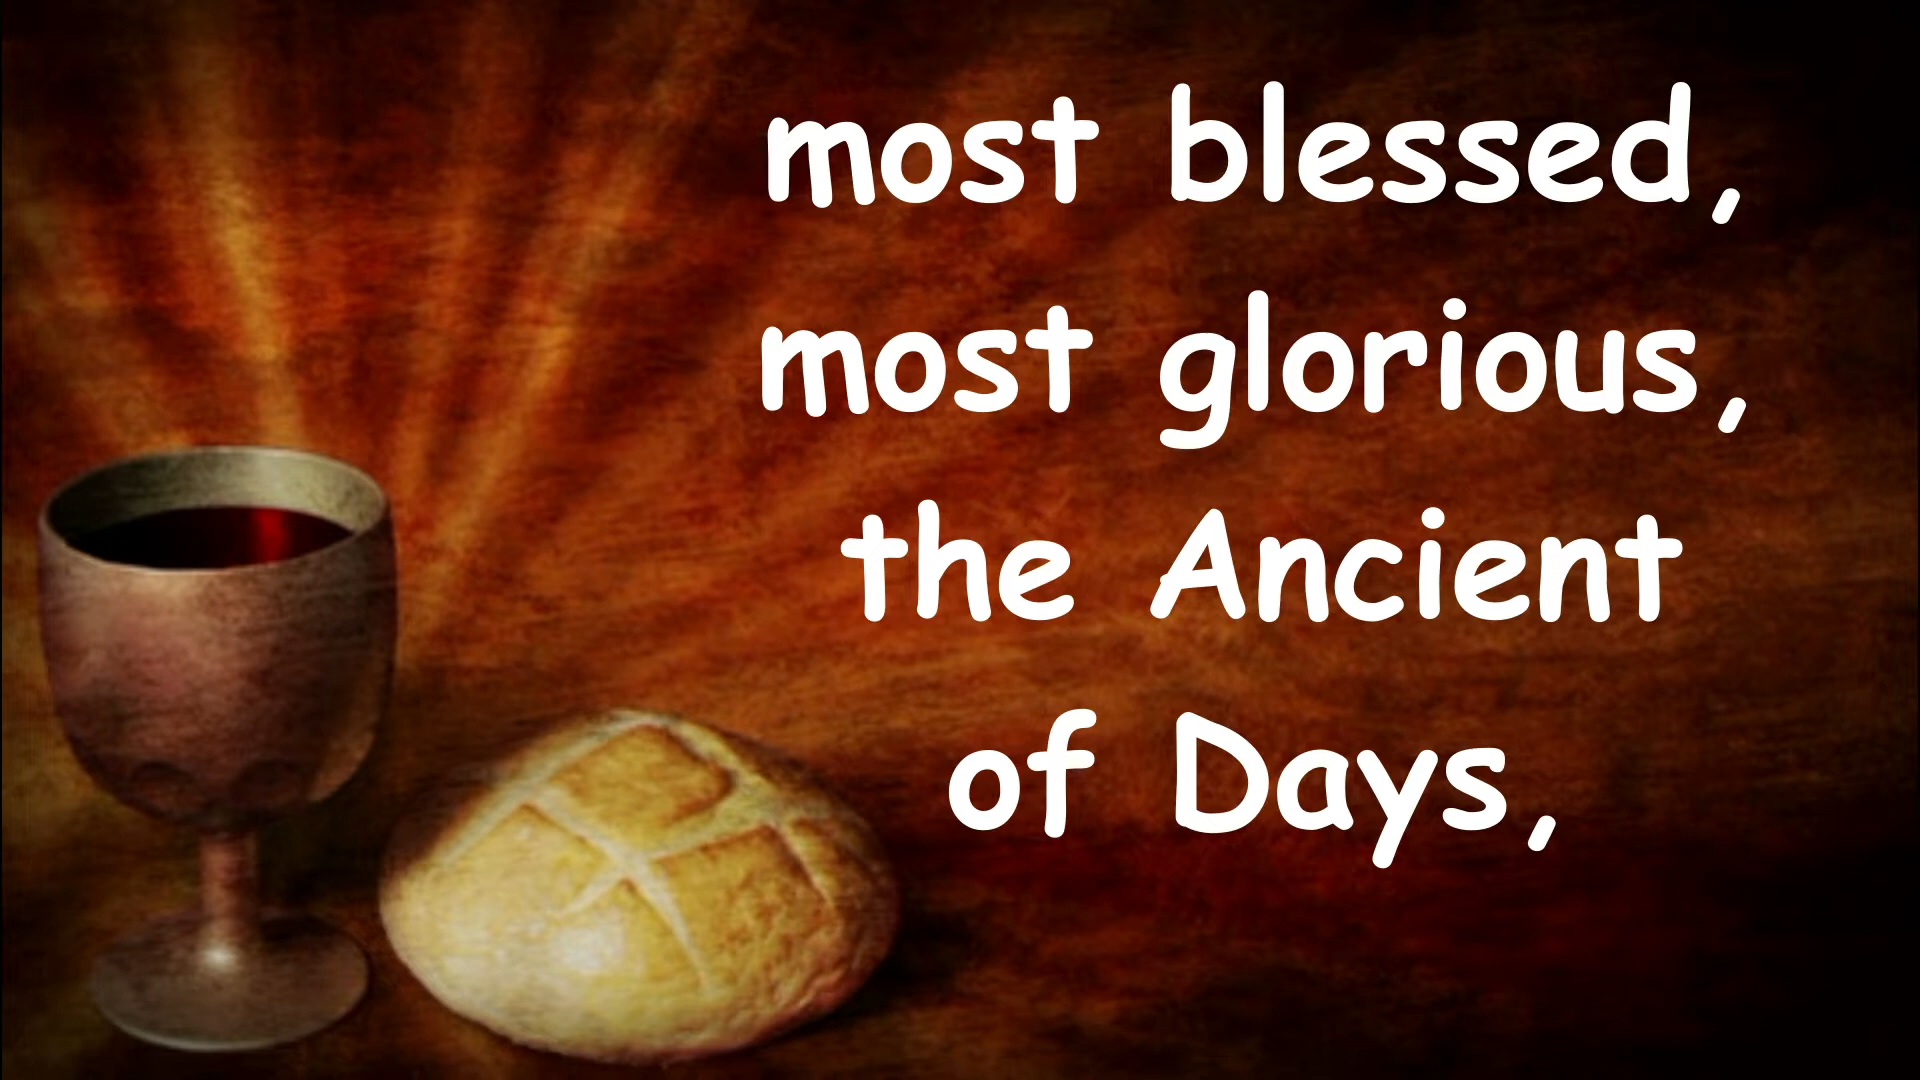 most blessed,
most glorious,
the Ancient
of Days,